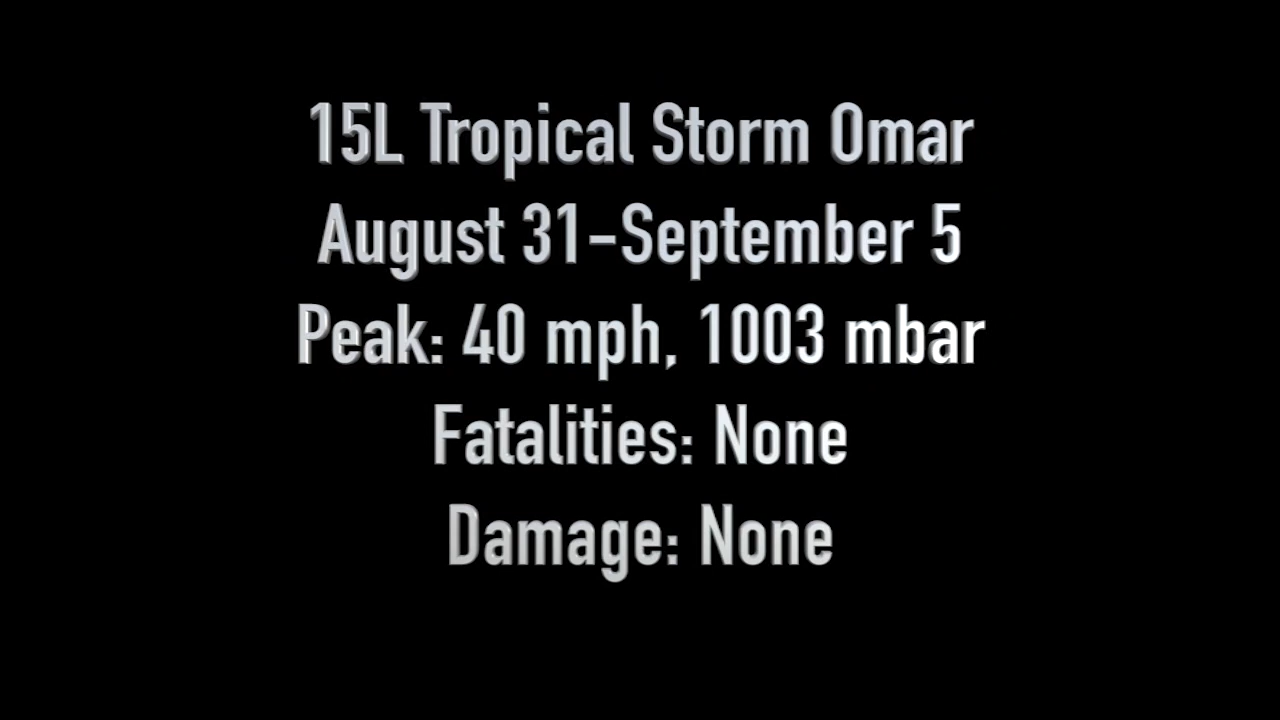 15L Tropical Storm Omar
August 31-September 5
Peak: 40 mph, 1003 mbar
Fatalities: None
Damage: None